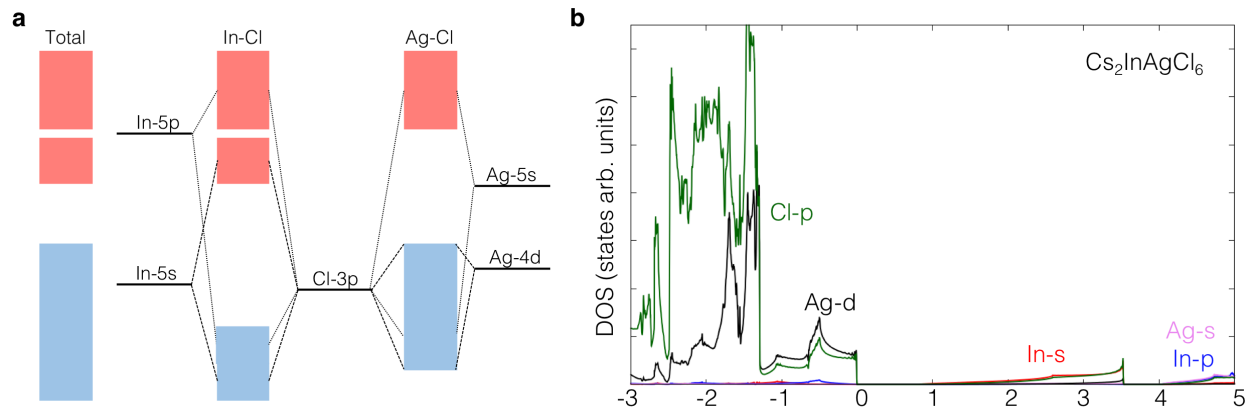 a
Total
In-Cl
Ag-Cl
In-5p
Ag-5s
In-5s
Cl-3p
Ag-4d
b
Cs₂InAgCl₆
DOS (states arb. units)
Cl-p
Ag-d
Ag-s
In-s
In-p
-3 -2 -1 0 1 2 3 4 5